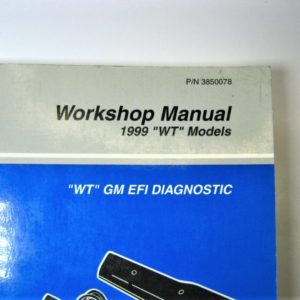 P/N 3850078
Workshop Manual
1999 "WT" Models
"WT" GM EFI DIAGNOSTIC